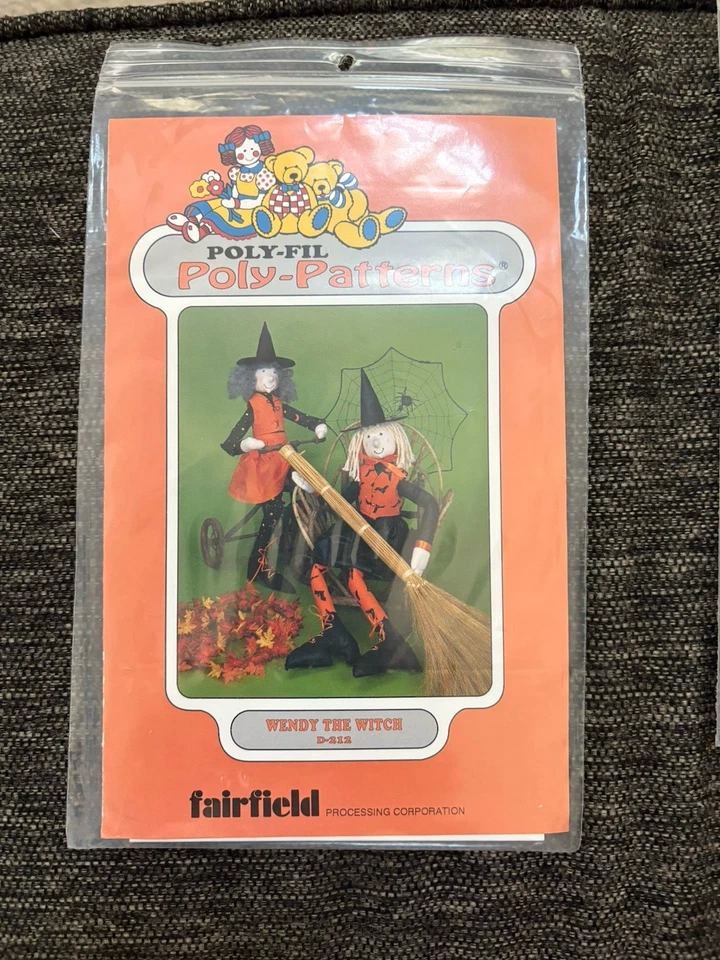 POLY-FIL
Poly-Patterns®
WENDY THE WITCH
D-212
fairfield PROCESSING CORPORATION